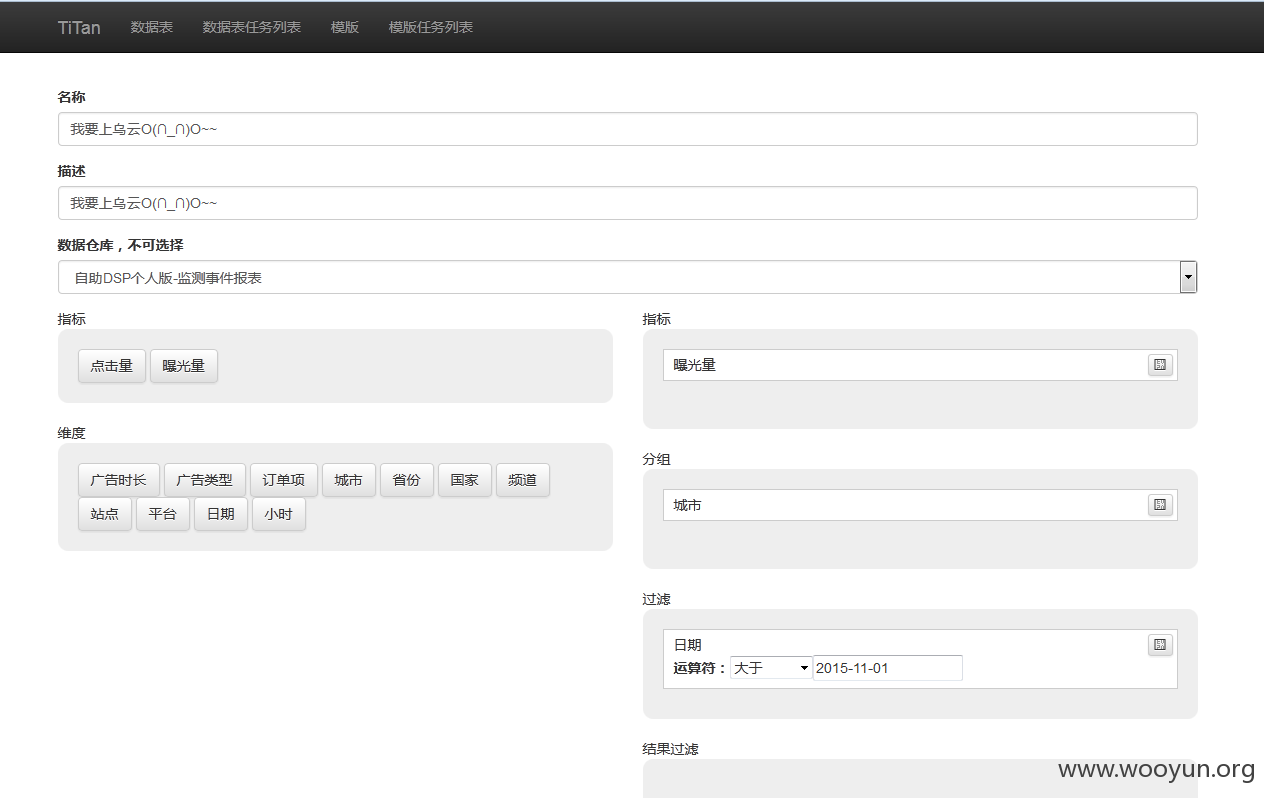 TiTan 数据表 数据表任务列表 模版 模版任务列表
名称
我要上乌云O(∩_∩)O~~
描述
我要上乌云O(∩_∩)O~~
数据仓库，不可选择
自助DSP个人版-监测事件报表
指标
点击量 曝光量
维度
广告时长 广告类型 订单项 城市 省份 国家 频道
站点 平台 日期 小时
指标
曝光量
分组
城市
过滤
日期
运算符： 大于 2015-11-01
结果过滤
www.wooyun.org